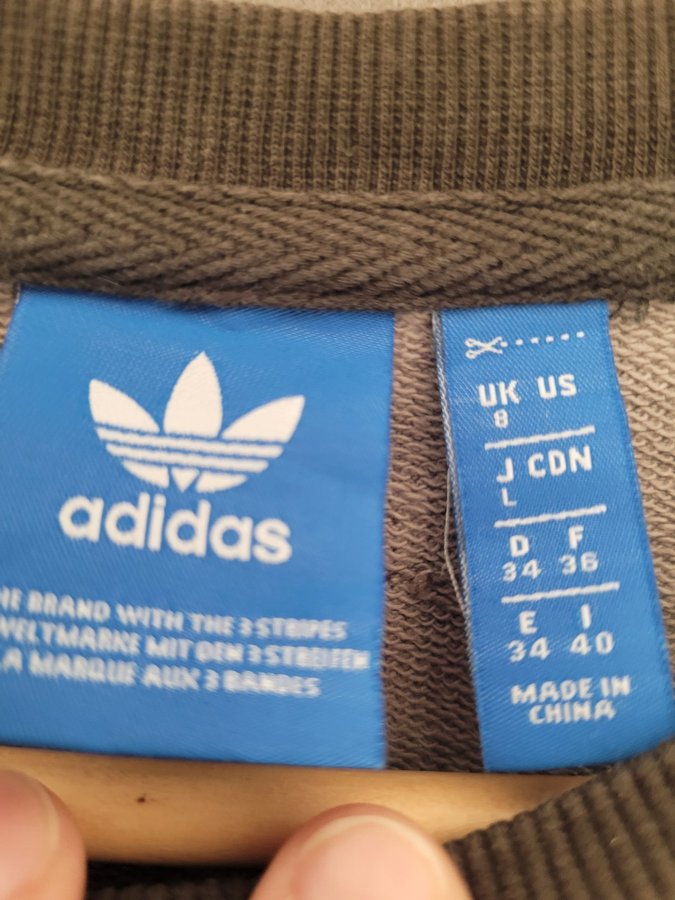 adidas
HE BRAND WITH THE 3 STRIPES
WELTMARKE MIT DEN 3 STREIFEN
LA MARQUE AUX 3 BANDES
UK US
8
J CDN
L
D F
34 36
E I
34 40
MADE IN
CHINA